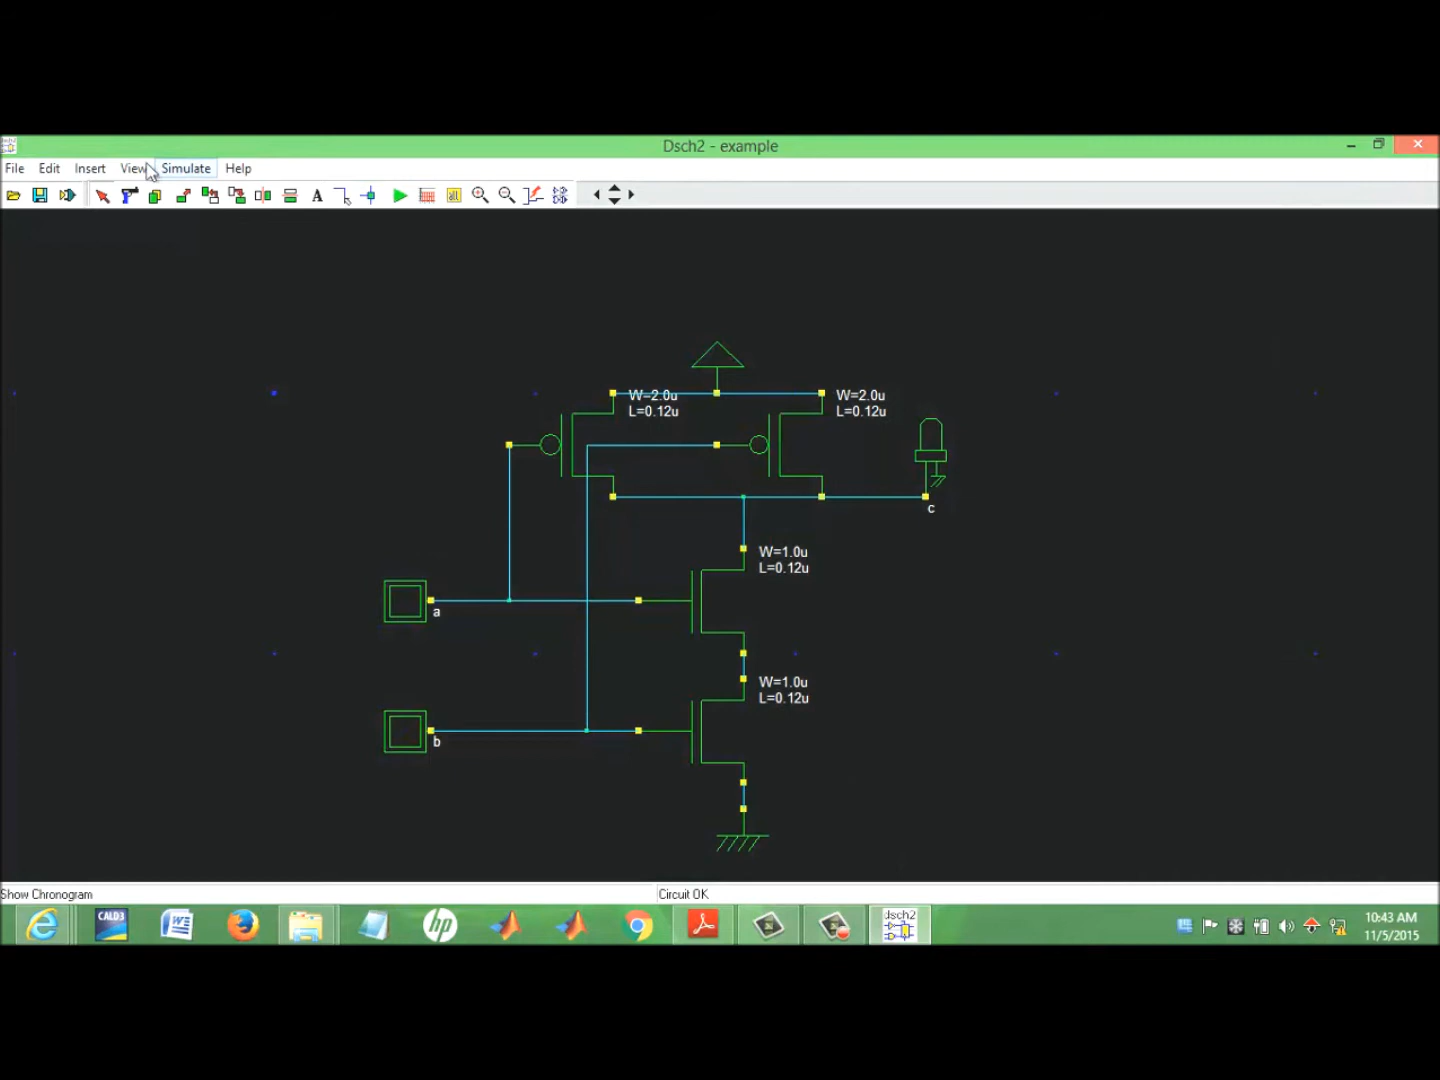 Dsch2 - example
File Edit Insert View Simulate Help
A
W=2.0u
L=0.12u
W=2.0u
L=0.12u
c
W=1.0u
L=0.12u
a
W=1.0u
L=0.12u
b
Show Chronogram
Circuit OK
CALD3
hp
dsch2
10:43 AM
11/5/2015